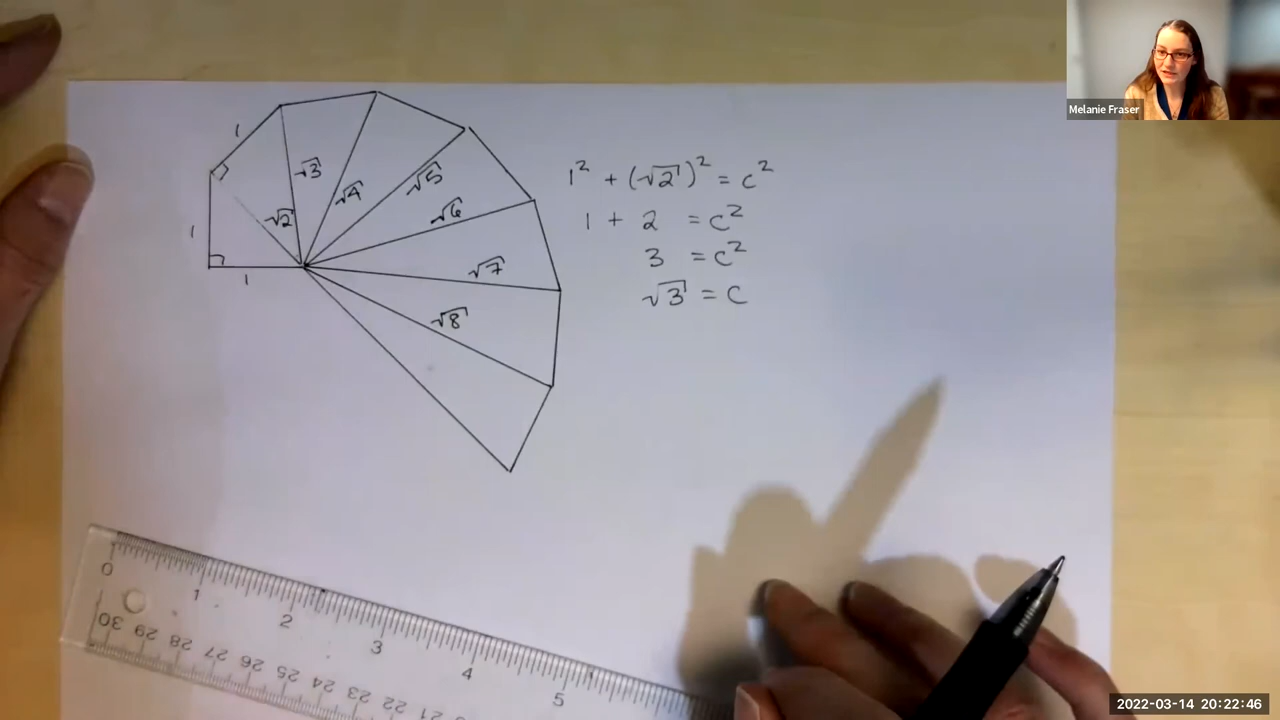 Melanie Fraser
1
√3
√5
1² + (√2)² = c²
√4
√6
√2
1 + 2 = c²
1
3 = c²
√7
1
√3 = c
√8
0 1 2 3 4 5
30 29 28 27 26 25 24 23 22 21
2022-03-14 20:22:46